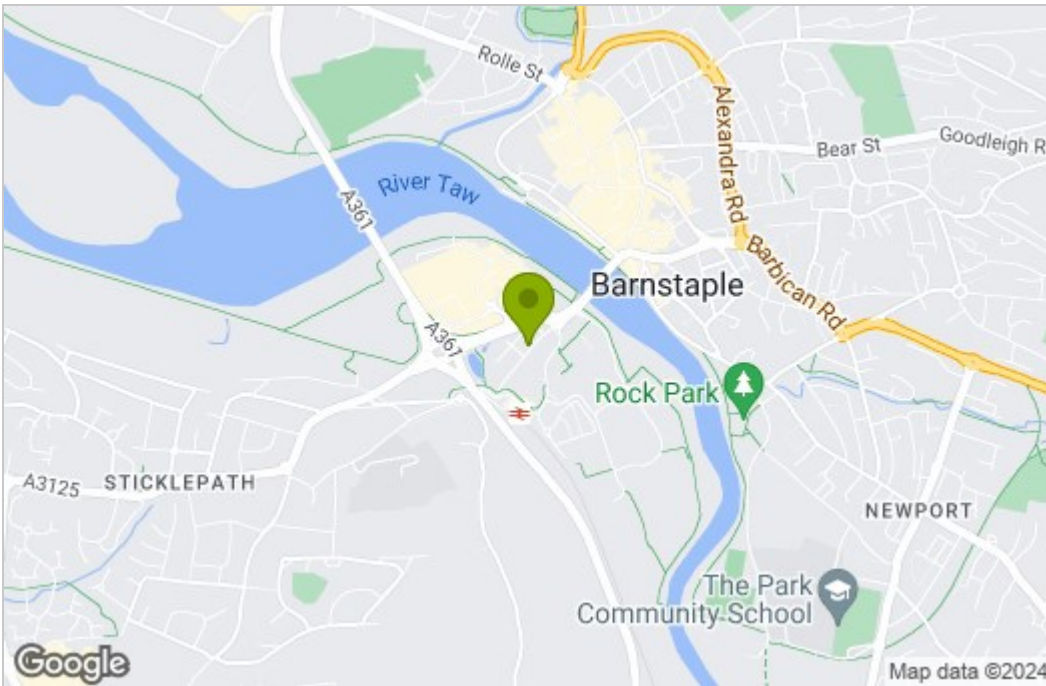 Rolle St
Alexandra Rd
Bear St
Goodleigh R
River Taw
A361
Barnstaple
Barbican Rd
A361
Rock Park
A3125
STICKLEPATH
NEWPORT
The Park
Community School
Google
Map data ©2024